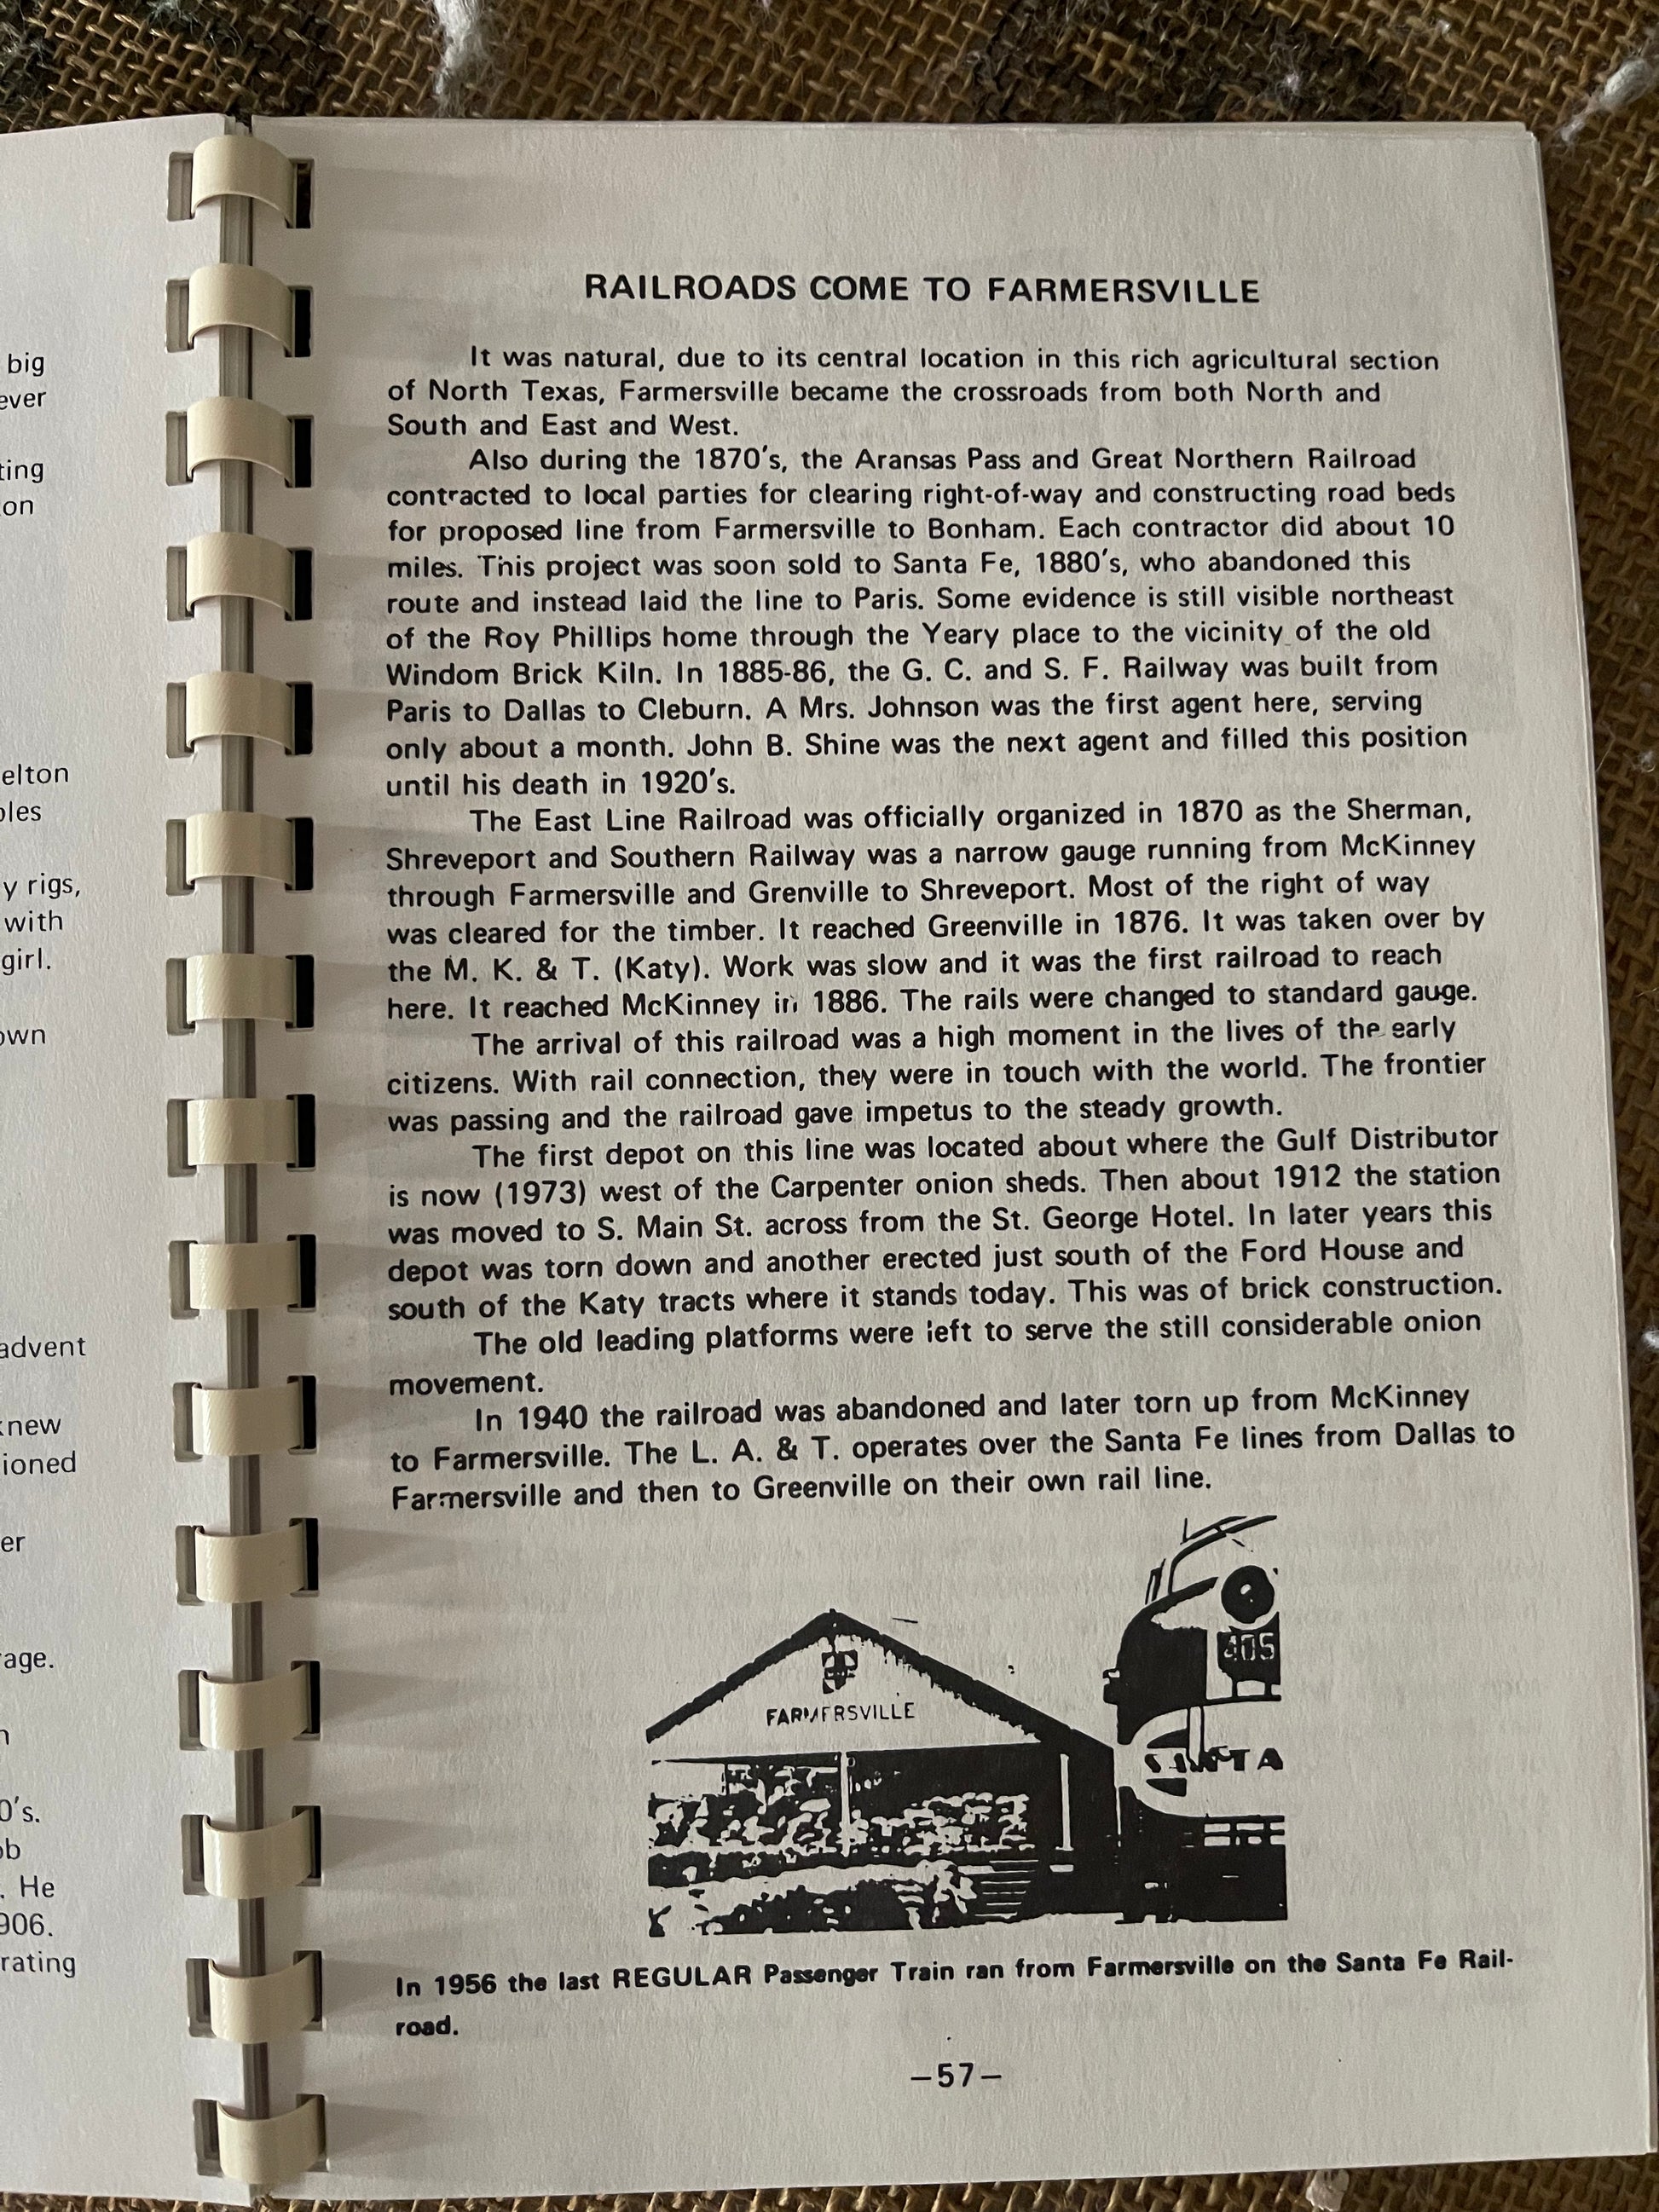 big
ever
ting
on
elton
ples
y rigs,
with
girl.
own
advent
knew
ioned
er
rage.
n
0's.
ob
. He
906.
rating
RAILROADS COME TO FARMERSVILLE
It was natural, due to its central location in this rich agricultural section
of North Texas, Farmersville became the crossroads from both North and
South and East and West.
Also during the 1870's, the Aransas Pass and Great Northern Railroad
contracted to local parties for clearing right-of-way and constructing road beds
for proposed line from Farmersville to Bonham. Each contractor did about 10
miles. This project was soon sold to Santa Fe, 1880's, who abandoned this
route and instead laid the line to Paris. Some evidence is still visible northeast
of the Roy Phillips home through the Yeary place to the vicinity of the old
Windom Brick Kiln. In 1885-86, the G. C. and S. F. Railway was built from
Paris to Dallas to Cleburn. A Mrs. Johnson was the first agent here, serving
only about a month. John B. Shine was the next agent and filled this position
until his death in 1920's.
The East Line Railroad was officially organized in 1870 as the Sherman,
Shreveport and Southern Railway was a narrow gauge running from McKinney
through Farmersville and Grenville to Shreveport. Most of the right of way
was cleared for the timber. It reached Greenville in 1876. It was taken over by
the M. K. & T. (Katy). Work was slow and it was the first railroad to reach
here. It reached McKinney in 1886. The rails were changed to standard gauge.
The arrival of this railroad was a high moment in the lives of the early
citizens. With rail connection, they were in touch with the world. The frontier
was passing and the railroad gave impetus to the steady growth.
The first depot on this line was located about where the Gulf Distributor
is now (1973) west of the Carpenter onion sheds. Then about 1912 the station
was moved to S. Main St. across from the St. George Hotel. In later years this
depot was torn down and another erected just south of the Ford House and
south of the Katy tracts where it stands today. This was of brick construction.
The old leading platforms were left to serve the still considerable onion
movement.
In 1940 the railroad was abandoned and later torn up from McKinney
to Farmersville. The L. A. & T. operates over the Santa Fe lines from Dallas to
Farmersville and then to Greenville on their own rail line.
405
FARMERSVILLE
SANTA
In 1956 the last REGULAR Passenger Train ran from Farmersville on the Santa Fe Rail-
road.
—57—